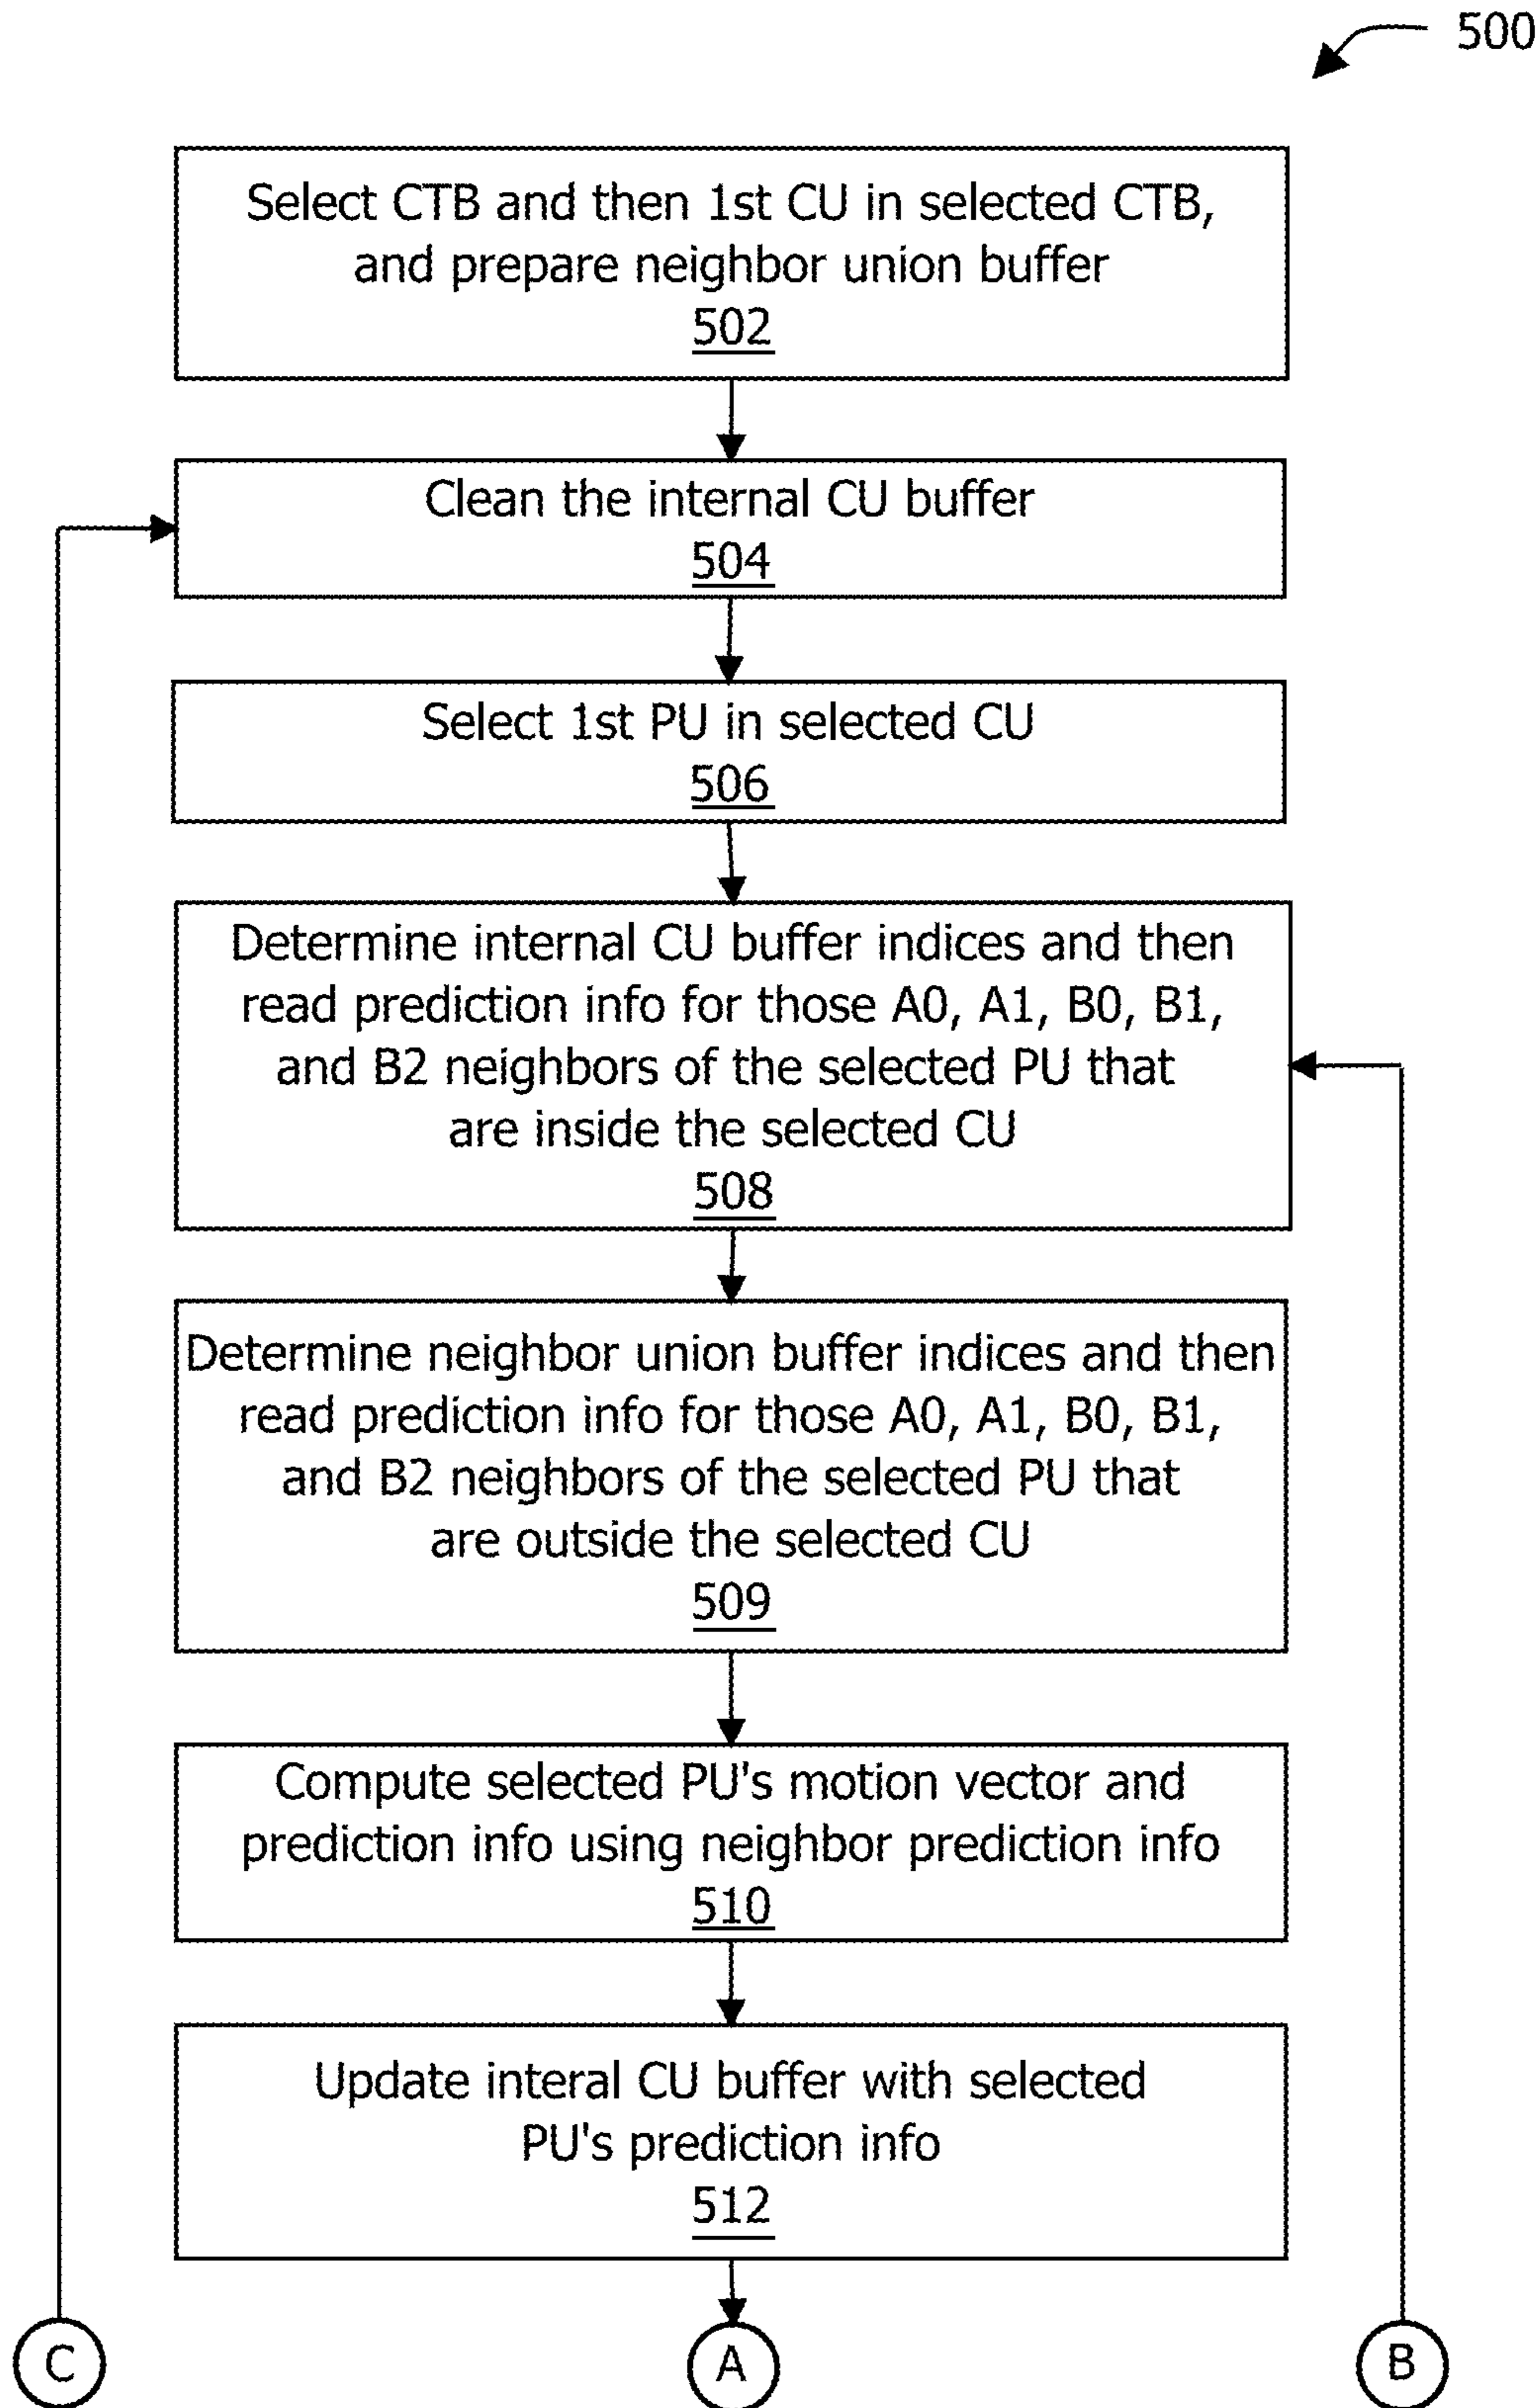 500
Select CTB and then 1st CU in selected CTB,
and prepare neighbor union buffer
502
Clean the internal CU buffer
504
Select 1st PU in selected CU
506
Determine internal CU buffer indices and then
read prediction info for those A0, A1, B0, B1,
and B2 neighbors of the selected PU that
are inside the selected CU
508
Determine neighbor union buffer indices and then
read prediction info for those A0, A1, B0, B1,
and B2 neighbors of the selected PU that
are outside the selected CU
509
Compute selected PU's motion vector and
prediction info using neighbor prediction info
510
Update interal CU buffer with selected
PU's prediction info
512
C
A
B